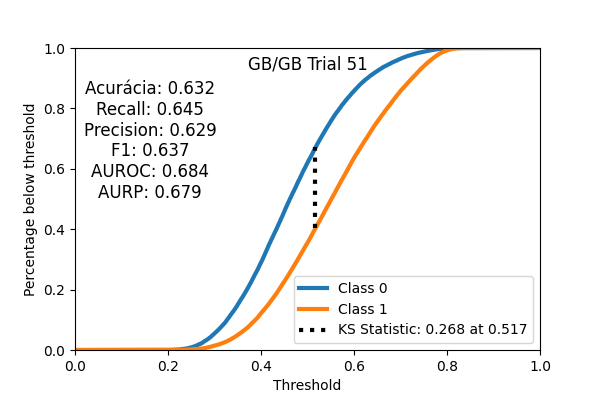 GB/GB Trial 51
Acurácia: 0.632
Recall: 0.645
Precision: 0.629
F1: 0.637
AUROC: 0.684
AURP: 0.679
Percentage below threshold
1.0
0.8
0.6
0.4
0.2
0.0
Class 0
Class 1
KS Statistic: 0.268 at 0.517
0.0 0.2 0.4 0.6 0.8 1.0
Threshold